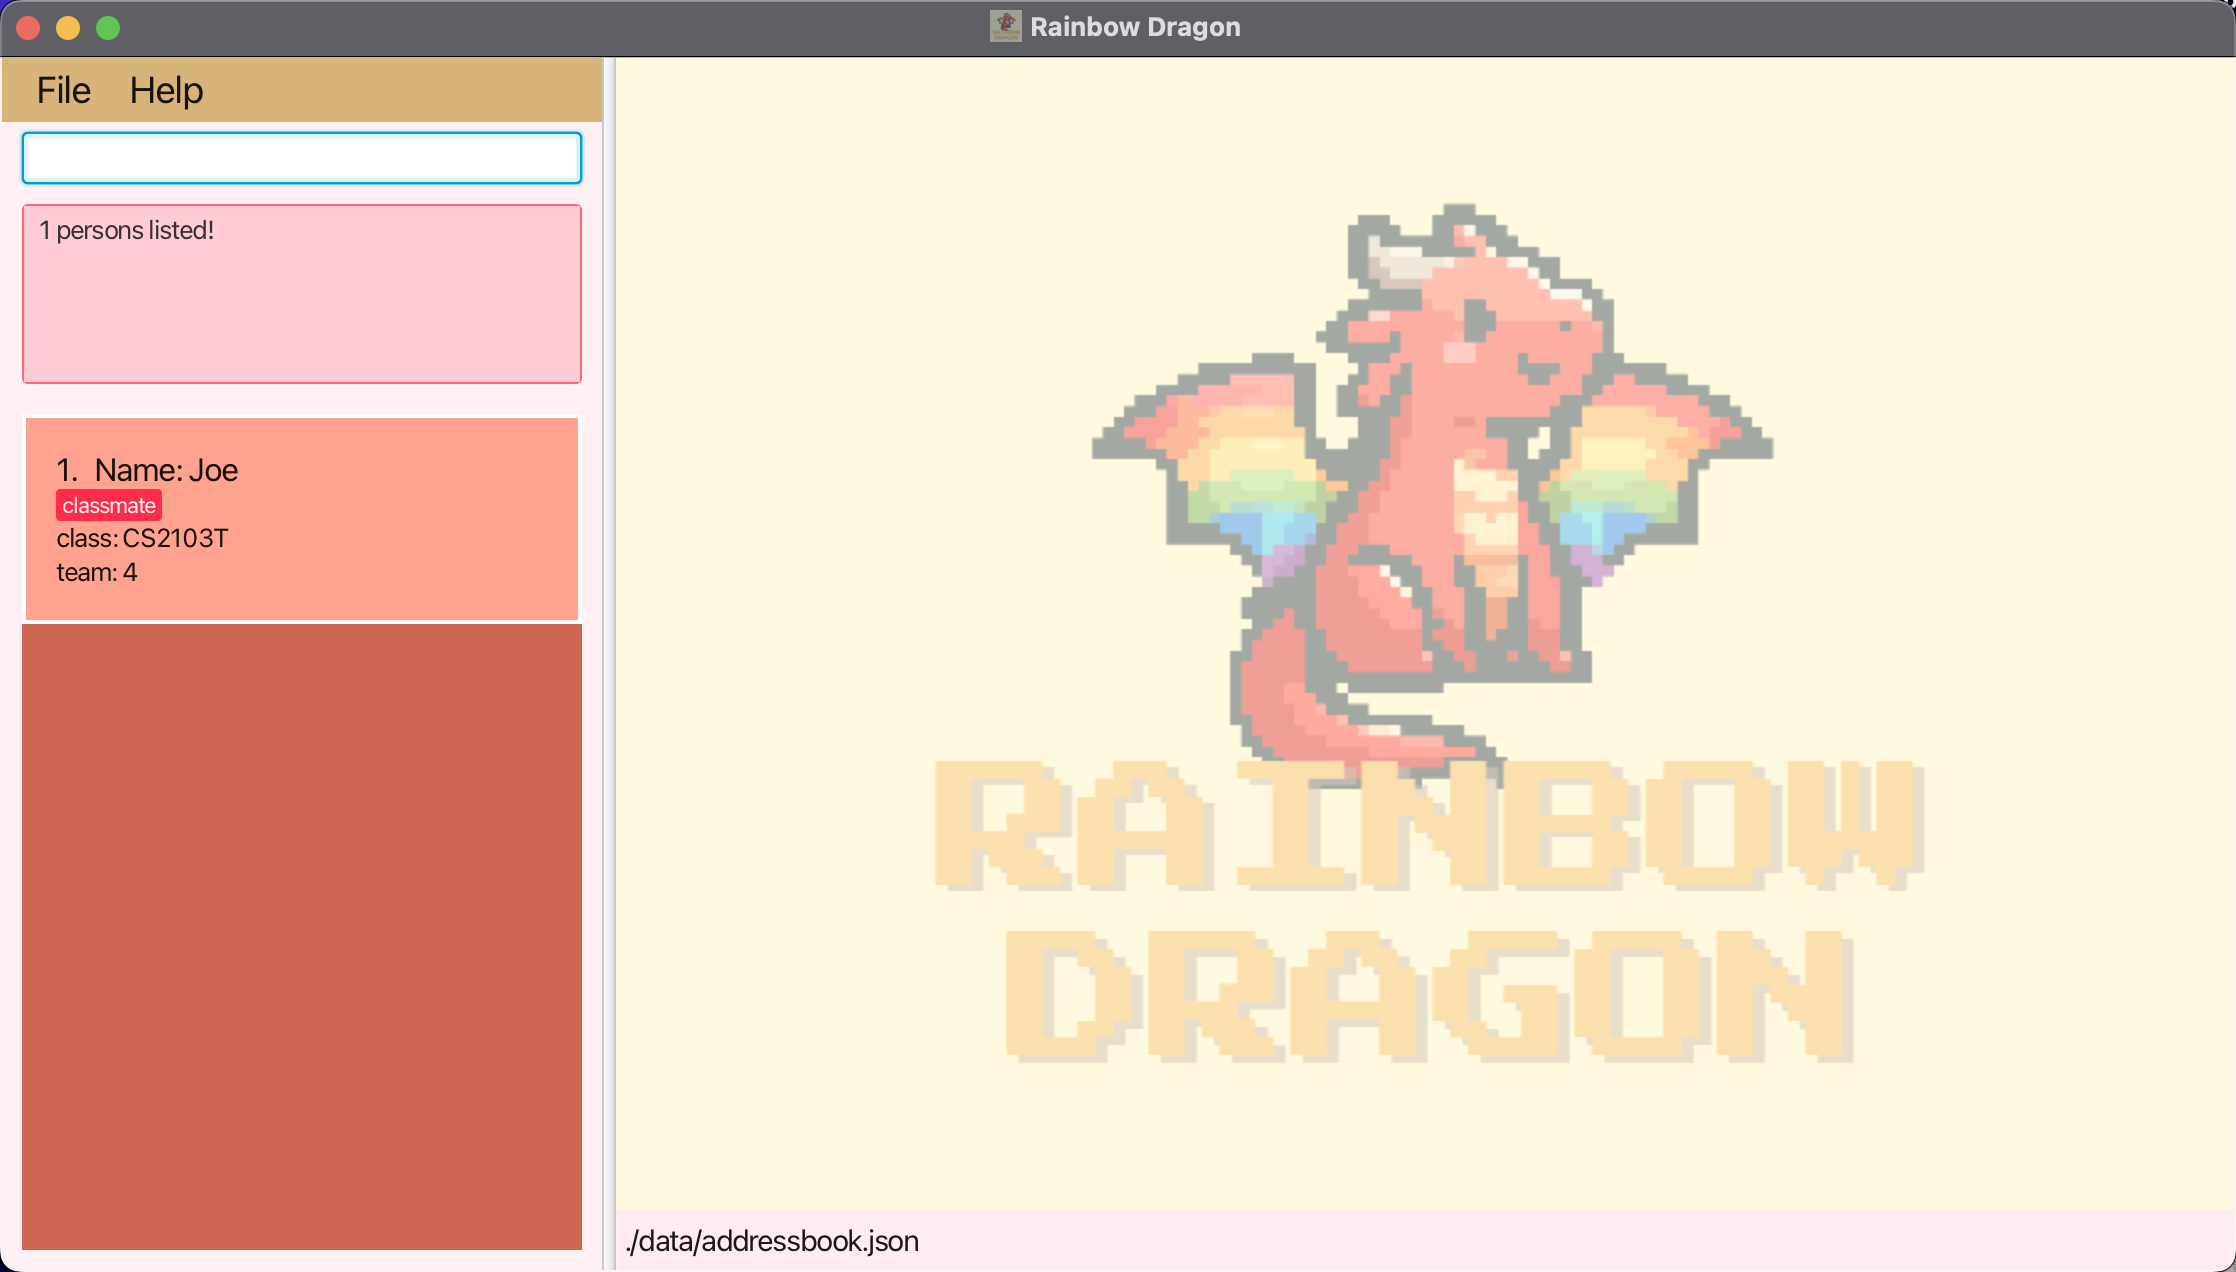 Rainbow Dragon
File Help
1 persons listed!
1. Name: Joe
classmate
class: CS2103T
team: 4
RAINBOW
DRAGON
./data/addressbook.json